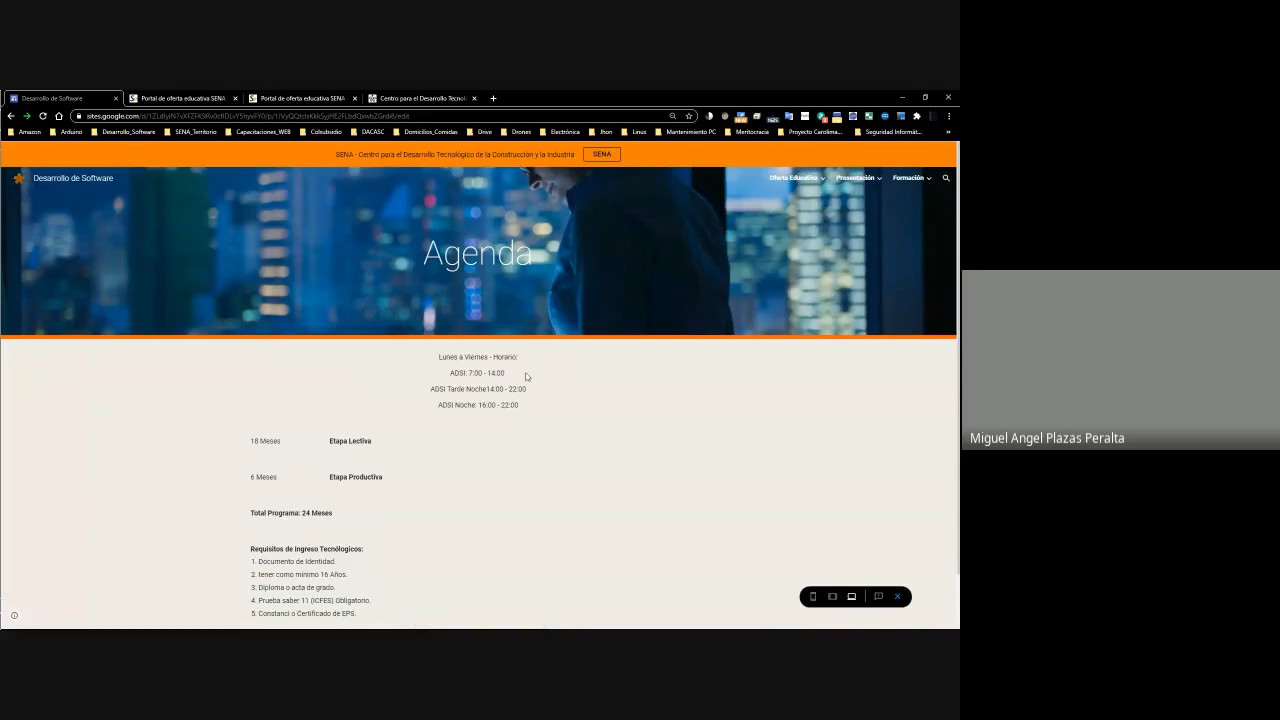 Desarrollo de Software
Portal de oferta educativa SENA
Portal de oferta educativa SENA
Centro para el Desarrollo Tecnol
Amazon Arduino Desarrollo_Software SENA_Territorio Capacitaciones_WEB Colsubsidio DACASC Domicilios_Comidas Drive Drones Electrónica Jhon Linus Mantenimiento PC Meritocracia Proyecto Carolima... Seguridad Informát... »
SENA - Centro para el Desarrollo Tecnológico de la Construcción y la Industria SENA
Desarrollo de Software Oferta Educativa Presentación Formación
Agenda
Lunes a Viernes - Horario:
ADSI: 7:00 - 14:00
ADSI Tarde Noche14:00 - 22:00
ADSI Noche: 16:00 - 22:00
18 Meses Etapa Lectiva
6 Meses Etapa Productiva
Total Programa: 24 Meses
Requisitos de Ingreso Tecnólogicos:
1. Documento de Identidad.
2. tener como mínimo 16 Años.
3. Diploma o acta de grado.
4. Prueba saber 11 (ICFES) Obligatorio.
5. Constanci o Certificado de EPS.
Miguel Angel Plazas Peralta